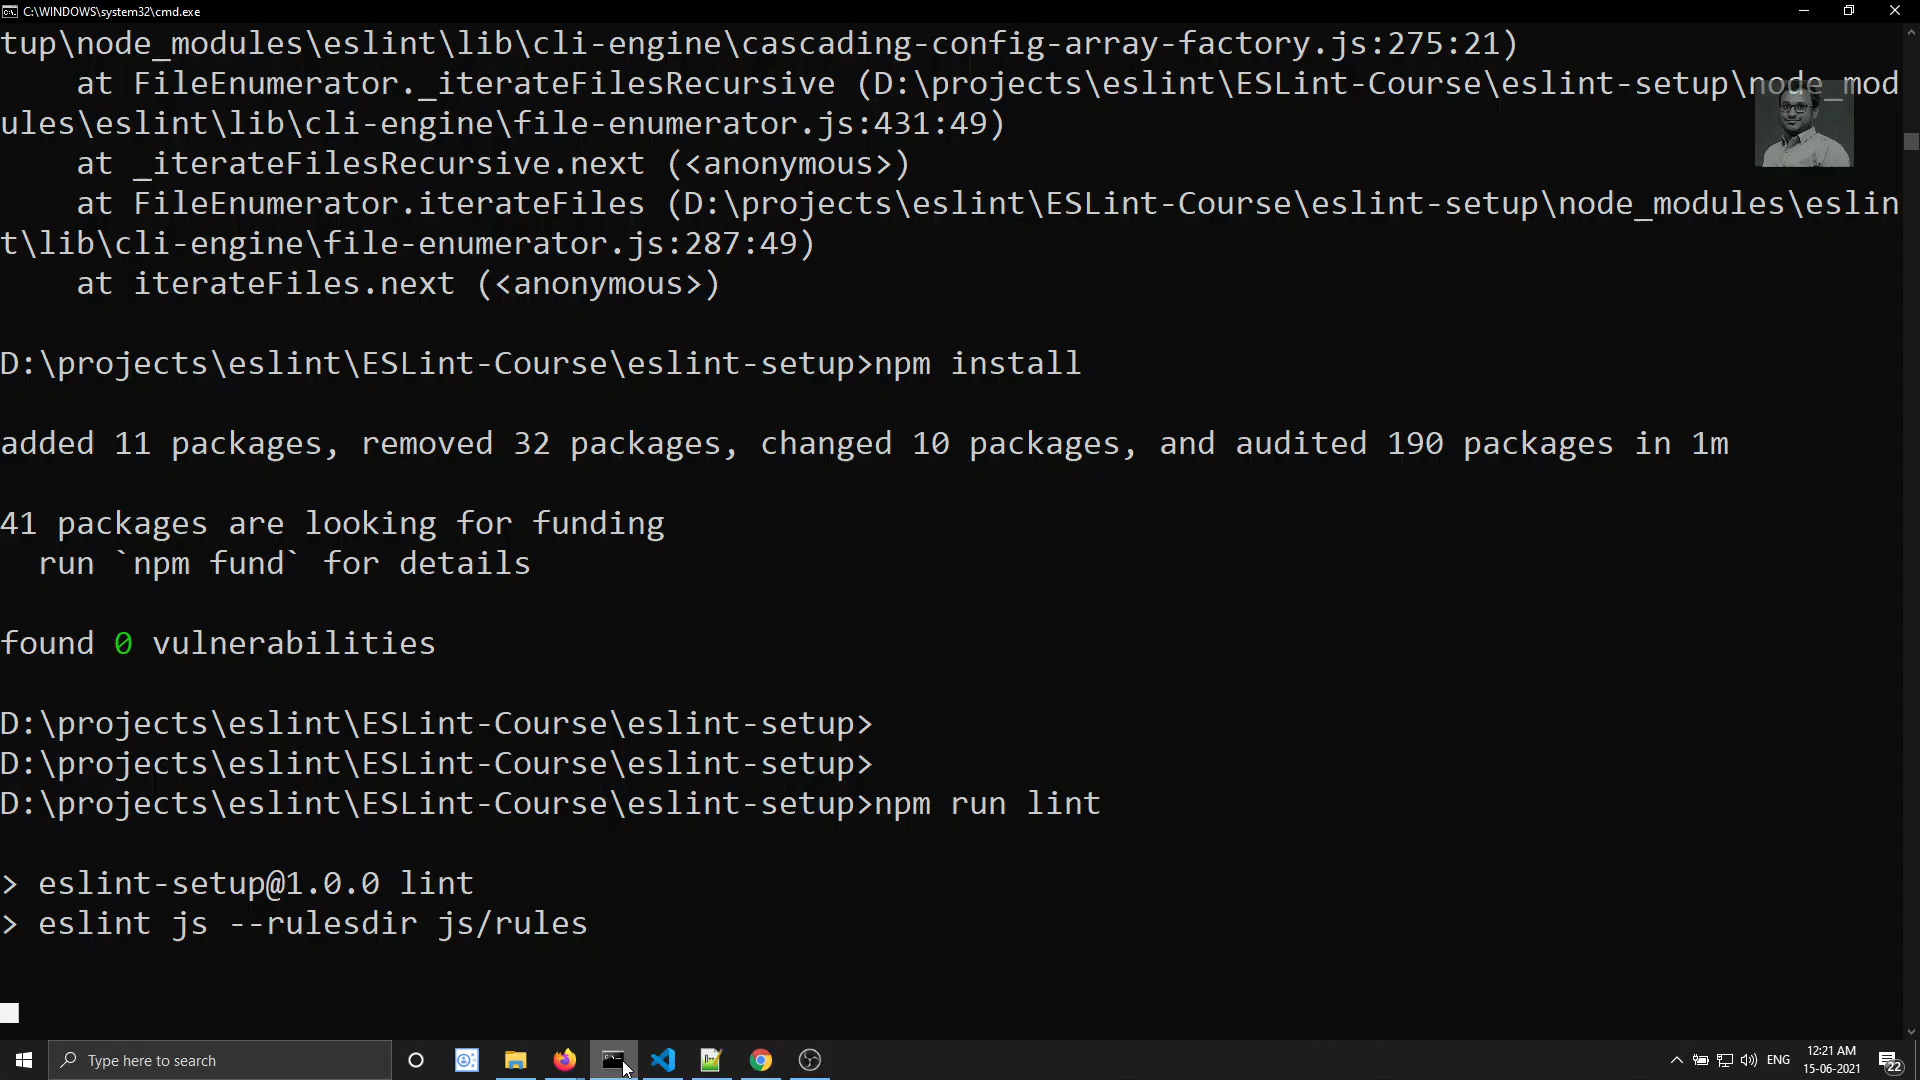 C:\WINDOWS\system32\cmd.exe
tup\node_modules\eslint\lib\cli-engine\cascading-config-array-factory.js:275:21)
    at FileEnumerator._iterateFilesRecursive (D:\projects\eslint\ESLint-Course\eslint-setup\node_mod
ules\eslint\lib\cli-engine\file-enumerator.js:431:49)
    at _iterateFilesRecursive.next (<anonymous>)
    at FileEnumerator.iterateFiles (D:\projects\eslint\ESLint-Course\eslint-setup\node_modules\eslin
t\lib\cli-engine\file-enumerator.js:287:49)
    at iterateFiles.next (<anonymous>)
D:\projects\eslint\ESLint-Course\eslint-setup>npm install
added 11 packages, removed 32 packages, changed 10 packages, and audited 190 packages in 1m
41 packages are looking for funding
  run `npm fund` for details
found 0 vulnerabilities
D:\projects\eslint\ESLint-Course\eslint-setup>
D:\projects\eslint\ESLint-Course\eslint-setup>
D:\projects\eslint\ESLint-Course\eslint-setup>npm run lint
> eslint-setup@1.0.0 lint
> eslint js --rulesdir js/rules
Type here to search
ENG
12:21 AM
15-06-2021
22